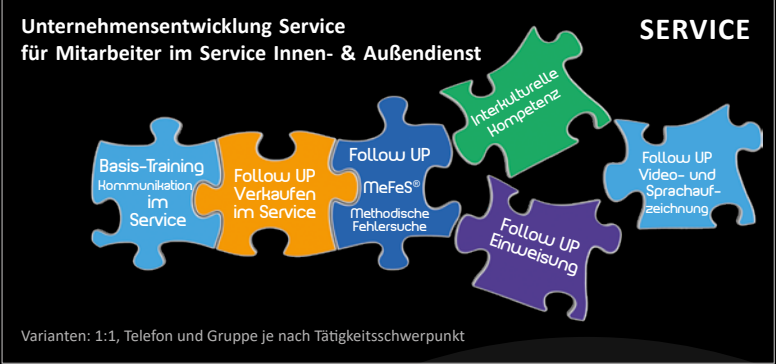 Unternehmensentwicklung Service
für Mitarbeiter im Service Innen- & Außendienst
SERVICE
Basis-Training
Kommunikation
im
Service
Follow UP
Verkaufen
im Service
Follow UP
MeFeS®
Methodische
Fehlersuche
Interkulturelle
Kompetenz
Follow UP
Einweisung
Follow UP
Video- und
Sprachauf-
zeichnung
Varianten: 1:1, Telefon und Gruppe je nach Tätigkeitsschwerpunkt